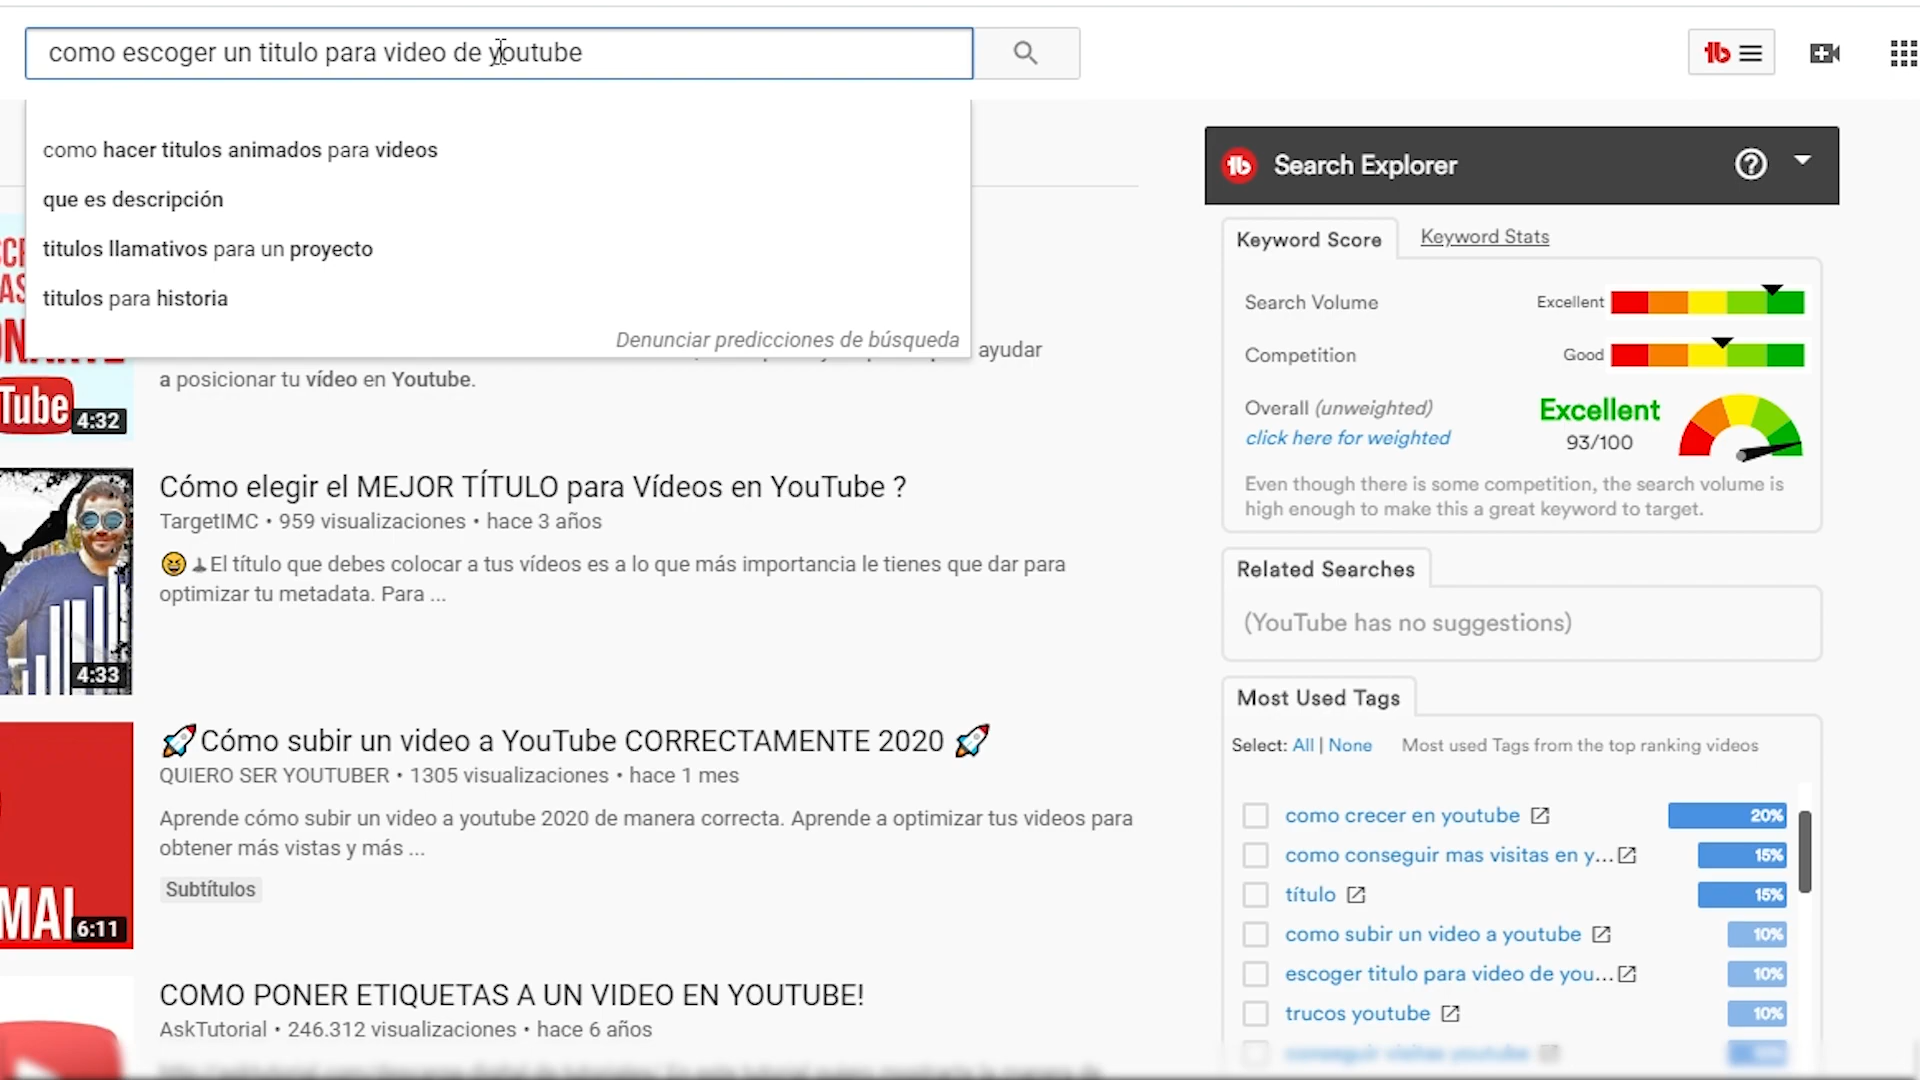 como escoger un titulo para video de youtube
como hacer titulos animados para videos
que es descripción
titulos llamativos para un proyecto
titulos para historia
Denunciar predicciones de búsqueda
ayudar
a posicionar tu vídeo en Youtube.
Tube
4:32
Cómo elegir el MEJOR TÍTULO para Vídeos en YouTube ?
TargetIMC • 959 visualizaciones • hace 3 años
😆 El título que debes colocar a tus vídeos es a lo que más importancia le tienes que dar para
optimizar tu metadata. Para ...
4:33
🚀Cómo subir un video a YouTube CORRECTAMENTE 2020 🚀
QUIERO SER YOUTUBER • 1305 visualizaciones • hace 1 mes
Aprende cómo subir un video a youtube 2020 de manera correcta. Aprende a optimizar tus videos para
obtener más vistas y más ...
Subtítulos
6:11
COMO PONER ETIQUETAS A UN VIDEO EN YOUTUBE!
AskTutorial • 246.312 visualizaciones • hace 6 años
tb
tb Search Explorer ?
Keyword Score Keyword Stats
Search Volume Excellent
Competition Good
Overall (unweighted) Excellent
click here for weighted 93/100
Even though there is some competition, the search volume is
high enough to make this a great keyword to target.
Related Searches
(YouTube has no suggestions)
Most Used Tags
Select: All | None Most used Tags from the top ranking videos
como crecer en youtube 20%
como conseguir mas visitas en y... 15%
título 15%
como subir un video a youtube 10%
escoger titulo para video de you... 10%
trucos youtube 10%
conseguir visitas youtube